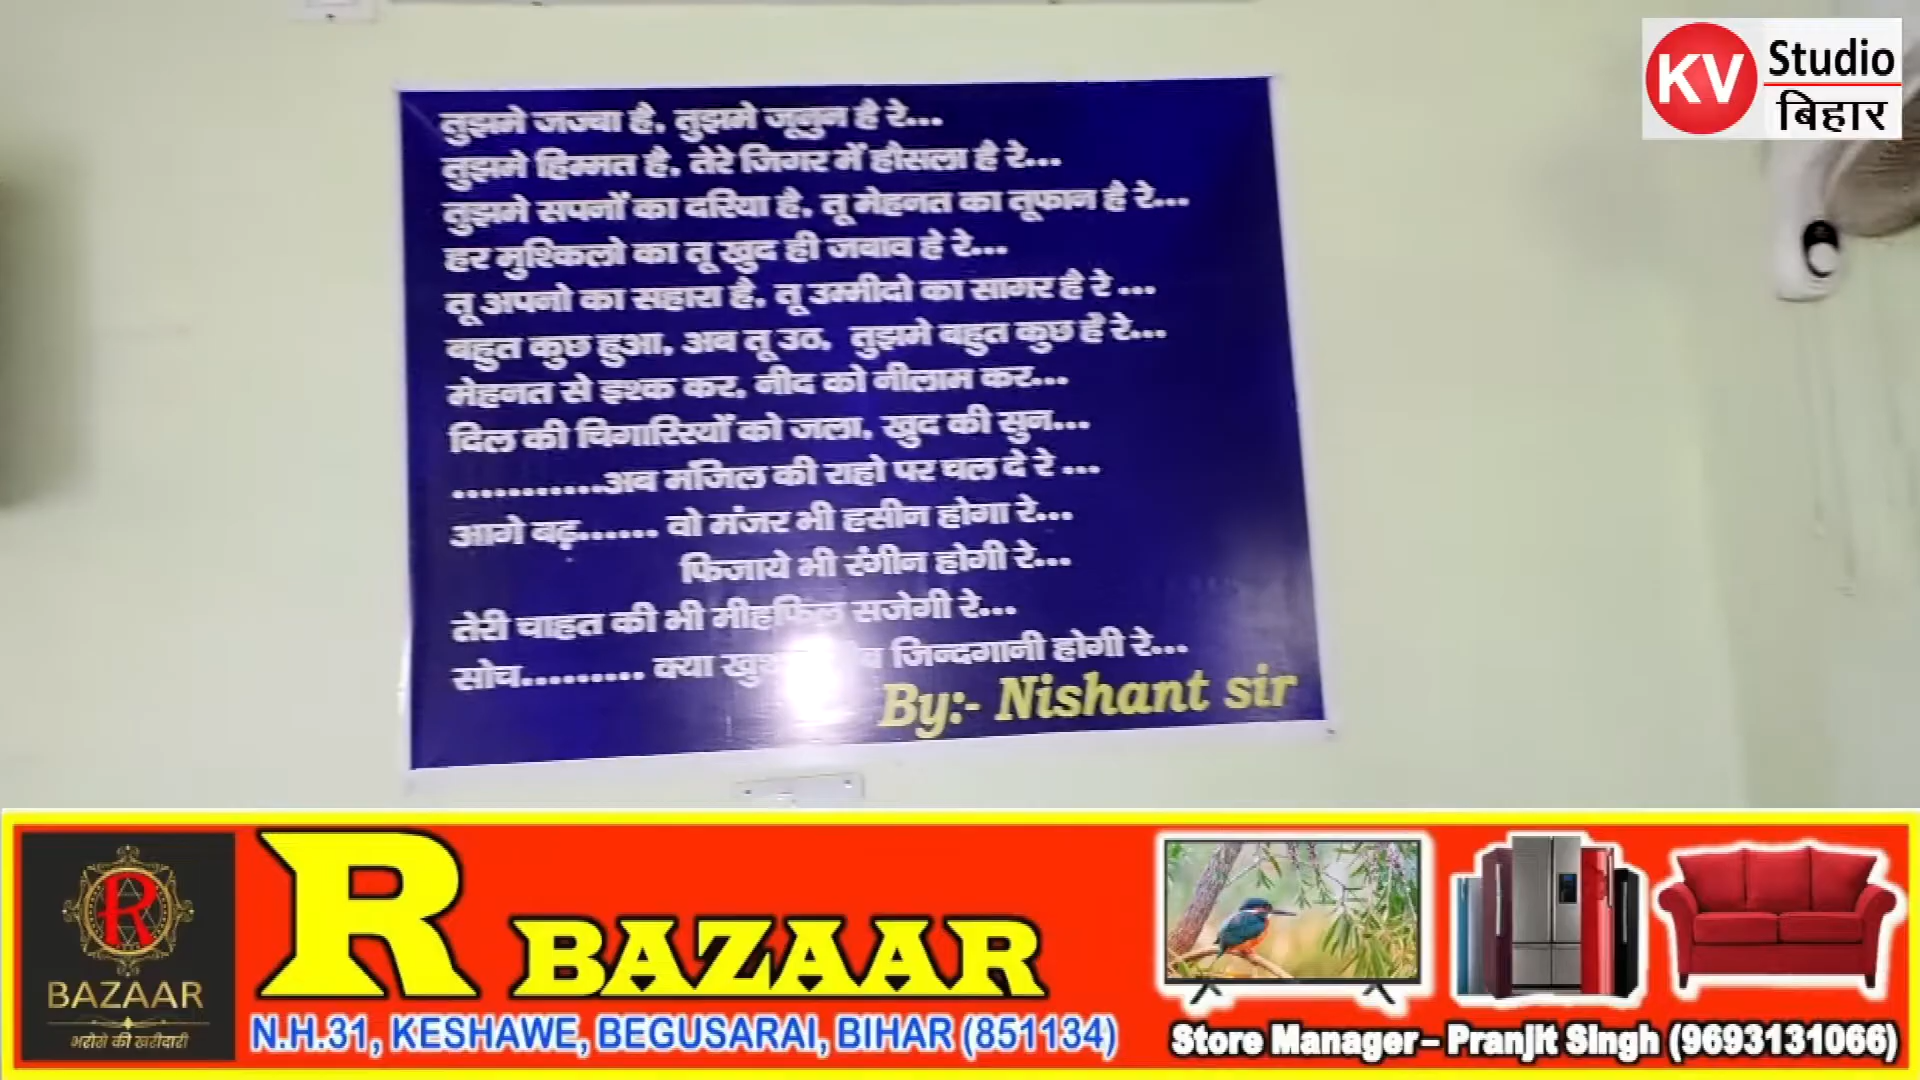 KV Studio
बिहार
तुझमे जज्बा है, तुझमे जूनुन है रे...
तुझमे हिम्मत है, तेरे जिगर में हौसला है रे...
तुझमे सपनों का दरिया है, तू मेहनत का तूफान है रे...
हर मुश्किलो का तू खुद ही जवाव हे रे...
तू अपनो का सहारा है, तू उम्मीदो का सागर है रे ...
बहुत कुछ हुआ, अब तू उठ, तुझमे बहुत कुछ है रे...
मेहनत से इश्क कर, नीद को नीलाम कर...
दिल की चिगारियों को जला, खुद की सुन...
...........अब मंजिल की राहो पर चल दे रे ...
आगे बढ़...... वो मंजर भी हसीन होगा रे...
फिजाये भी रंगीन होगी रे...
तेरी चाहत की भी मीहफिल सजेगी रे...
सोच......... क्या जिन्दगानी होगी रे...
By:- Nishant sir
R BAZAAR
R
BAZAAR
भरोसे की खरीदारी
N.H.31, KESHAWE, BEGUSARAI, BIHAR (851134)
Store Manager– Pranjit Singh (9693131066)